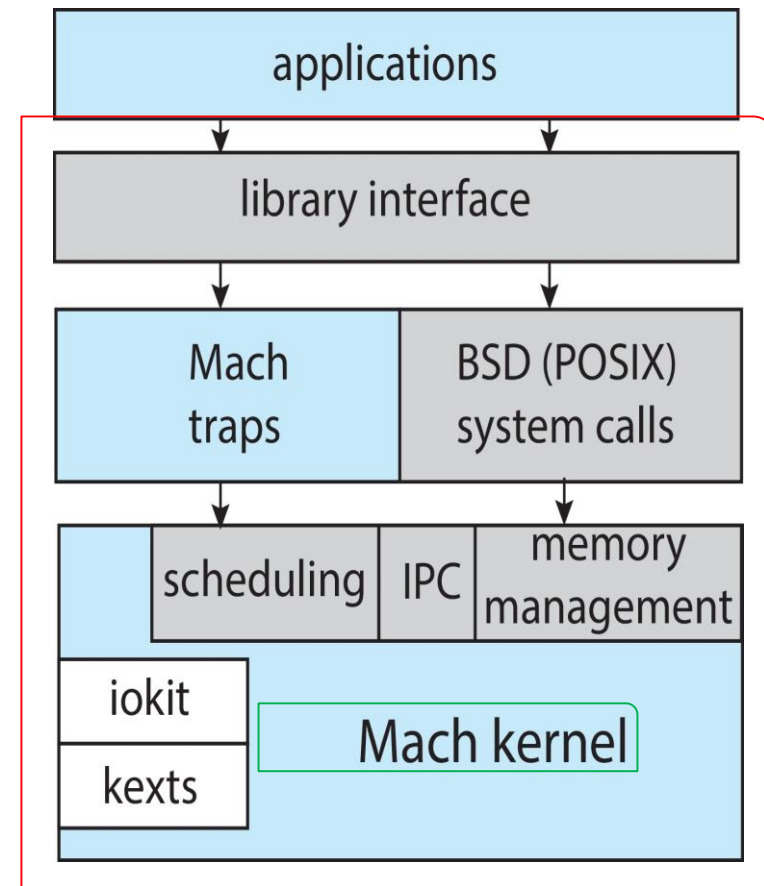 applications
library interface
Mach
traps
BSD (POSIX)
system calls
scheduling
IPC
memory
management
iokit
kexts
Mach kernel